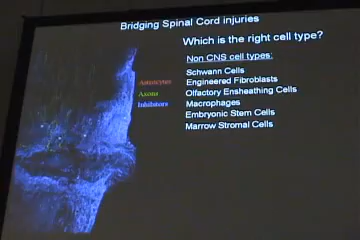 Bridging Spinal Cord injuries
Which is the right cell type?
Non CNS cell types:
Schwann Cells
Astrocytes
Engineered Fibroblasts
Axons
Olfactory Ensheathing Cells
Inhibitors
Macrophages
Embryonic Stem Cells
Marrow Stromal Cells